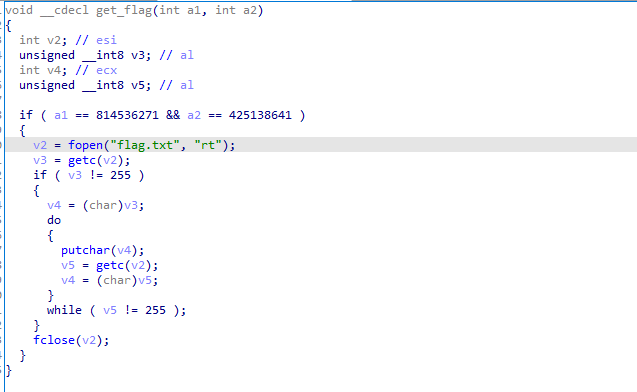 void __cdecl get_flag(int a1, int a2)
{
int v2; // esi
unsigned __int8 v3; // al
int v4; // ecx
unsigned __int8 v5; // al
if ( a1 == 814536271 && a2 == 425138641 )
{
v2 = fopen("flag.txt", "rt");
v3 = getc(v2);
if ( v3 != 255 )
{
v4 = (char)v3;
do
{
putchar(v4);
v5 = getc(v2);
v4 = (char)v5;
}
while ( v5 != 255 );
}
fclose(v2);
}
}